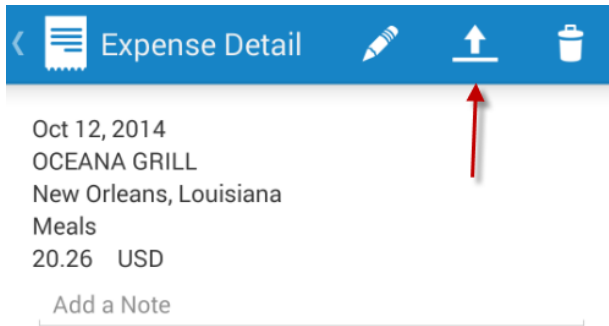 Expense Detail
Oct 12, 2014
OCEANA GRILL
New Orleans, Louisiana
Meals
20.26 USD
Add a Note